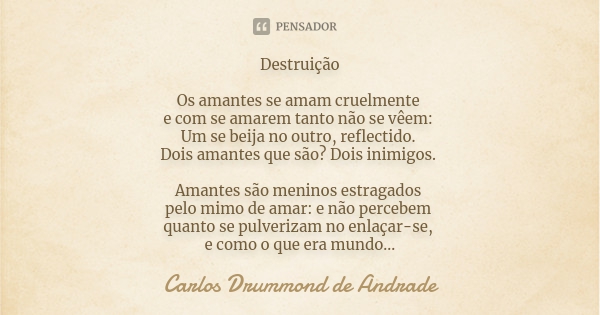 PENSADOR
Destruição
Os amantes se amam cruelmente
e com se amarem tanto não se vêem:
Um se beija no outro, reflectido.
Dois amantes que são? Dois inimigos.
Amantes são meninos estragados
pelo mimo de amar: e não percebem
quanto se pulverizam no enlaçar-se,
e como o que era mundo...
Carlos Drummond de Andrade